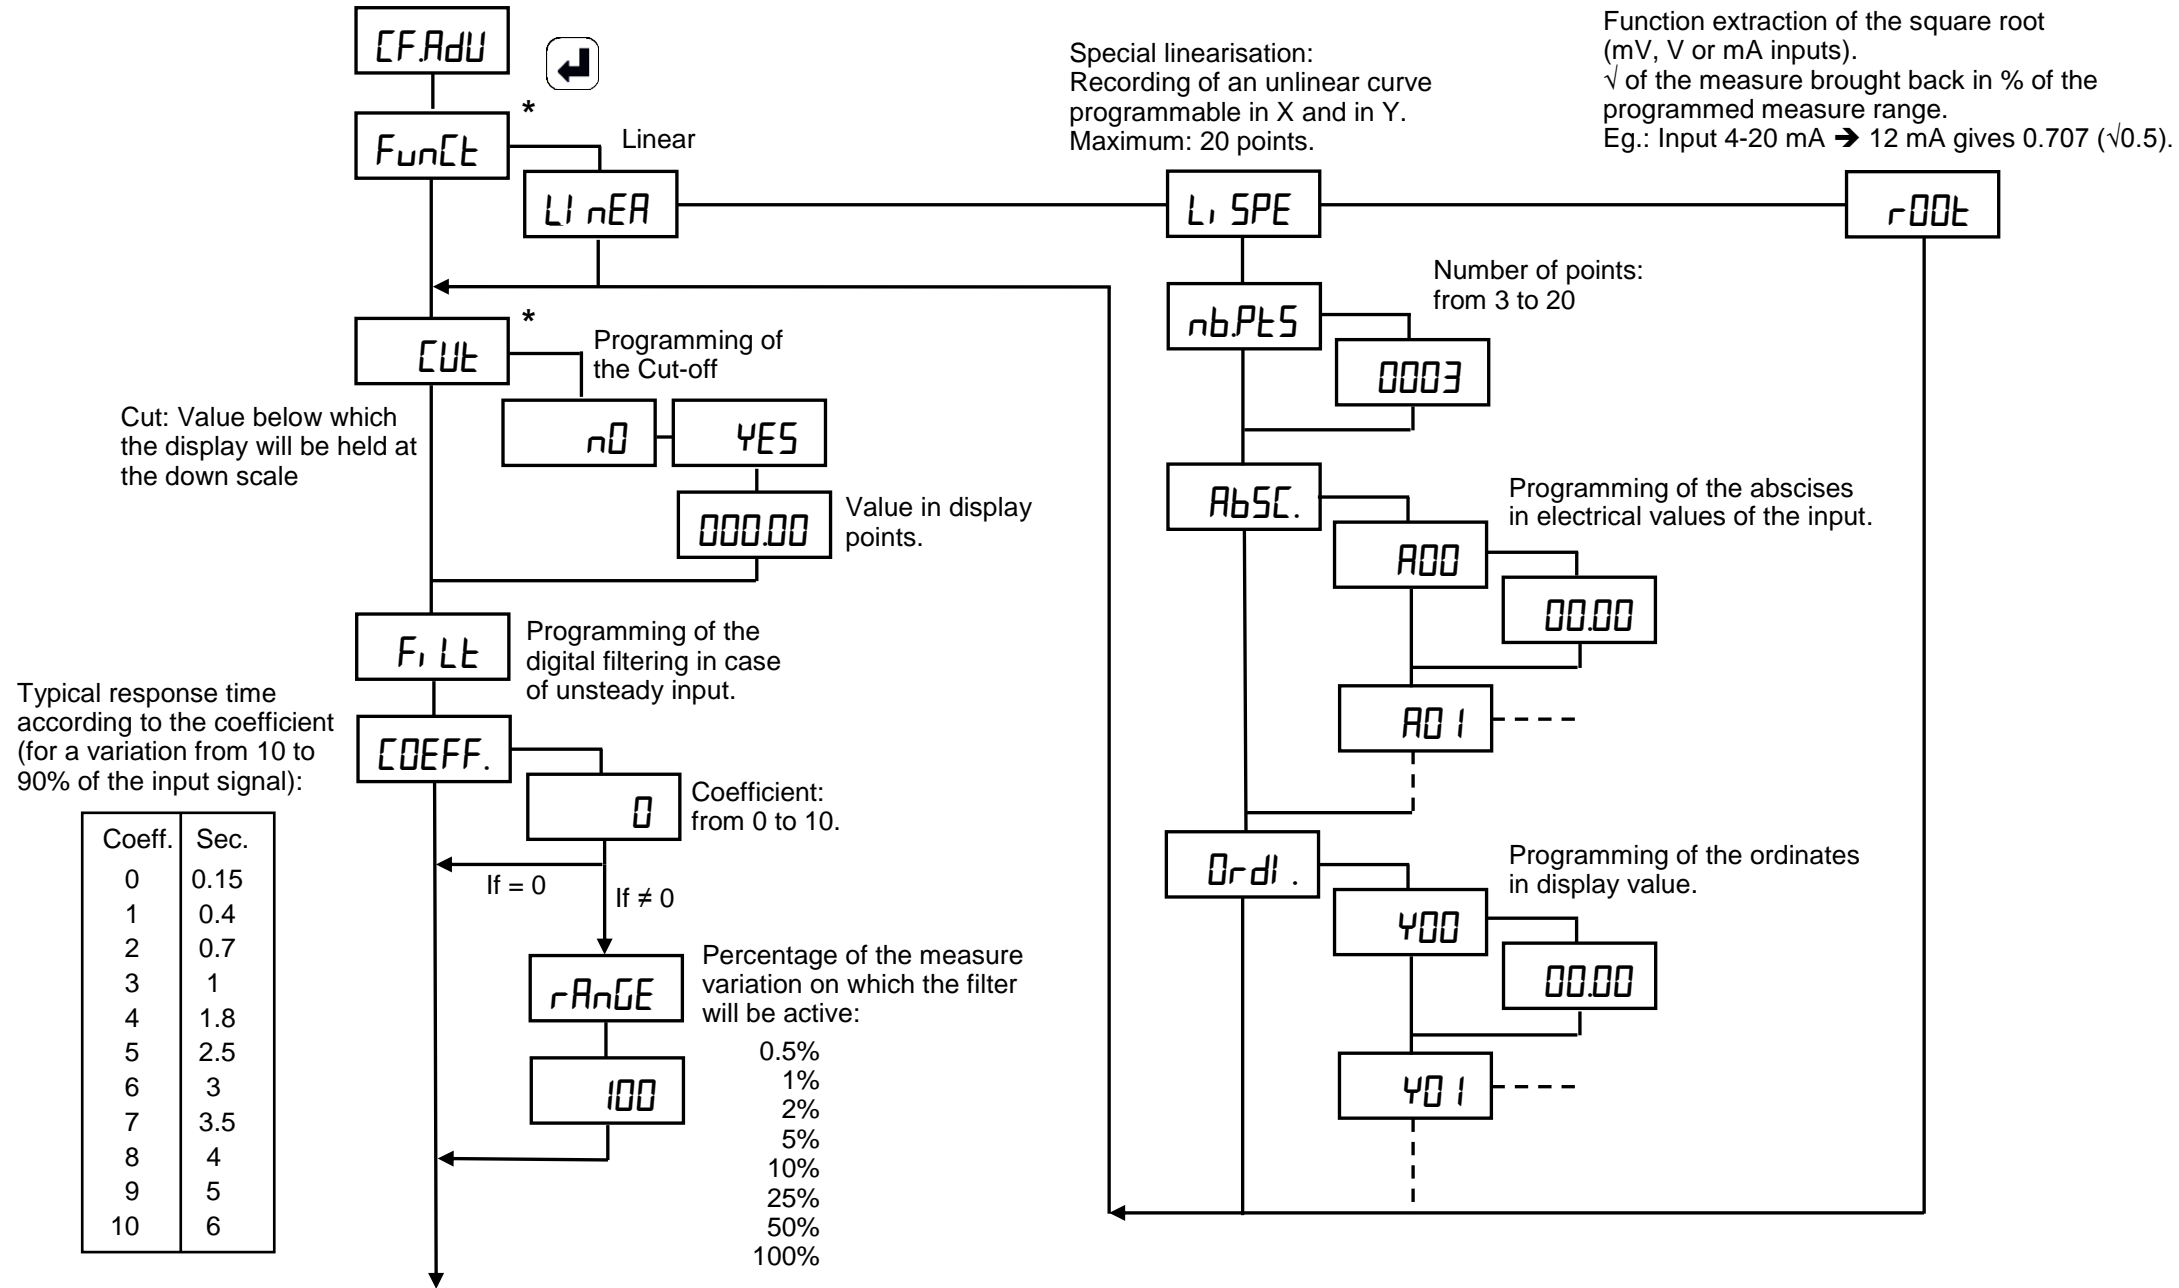 CF.AdU
*
FunCt
Linear
LInEA
Special linearisation:
Recording of an unlinear curve
programmable in X and in Y.
Maximum: 20 points.
Function extraction of the square root
(mV, V or mA inputs).
√ of the measure brought back in % of the
programmed measure range.
Eg.: Input 4-20 mA ➔ 12 mA gives 0.707 (√0.5).
Li SPE
r00t
Number of points:
from 3 to 20
nb.PtS
0003
*
CUt
Programming of
the Cut-off
Cut: Value below which
the display will be held at
the down scale
n0
YES
000.00
Value in display
points.
AbSC.
Programming of the abscises
in electrical values of the input.
A00
00.00
A01
FiLt
Programming of the
digital filtering in case
of unsteady input.
Typical response time
according to the coefficient
(for a variation from 10 to
90% of the input signal):
Coeff. Sec.
0 0.15
1 0.4
2 0.7
3 1
4 1.8
5 2.5
6 3
7 3.5
8 4
9 5
10 6
C0EFF.
0
Coefficient:
from 0 to 10.
If = 0
If ≠ 0
rAnGE
Percentage of the measure
variation on which the filter
will be active:
100
0.5%
1%
2%
5%
10%
25%
50%
100%
0rdI.
Programming of the ordinates
in display value.
Y00
00.00
Y01